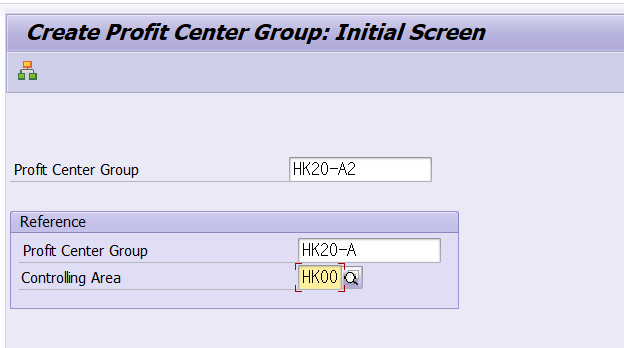 Create Profit Center Group: Initial Screen
Profit Center Group HK20-A2
Reference
Profit Center Group HK20-A
Controlling Area HK00